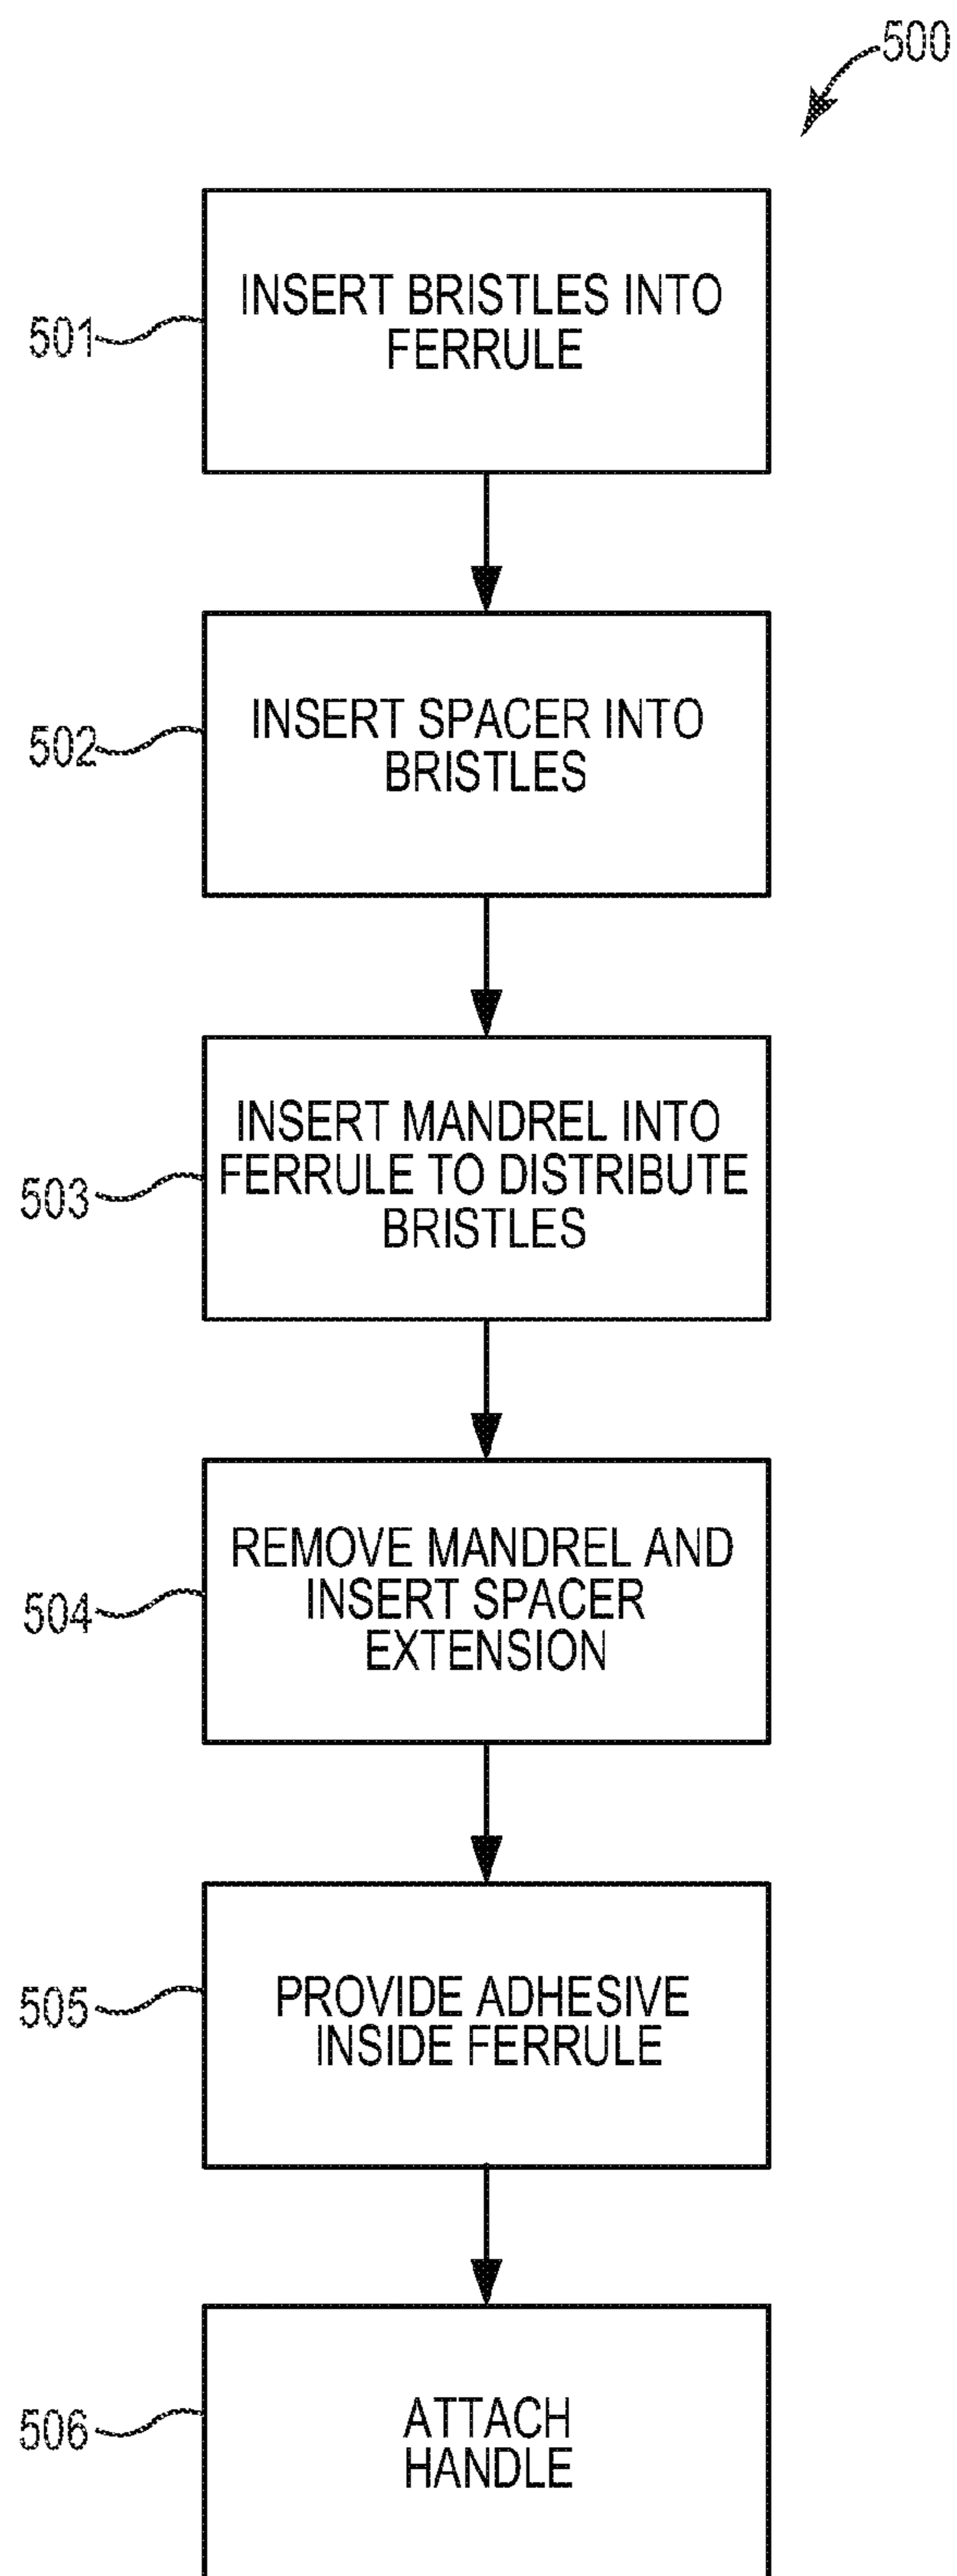 500
501
INSERT BRISTLES INTO
FERRULE
502
INSERT SPACER INTO
BRISTLES
503
INSERT MANDREL INTO
FERRULE TO DISTRIBUTE
BRISTLES
504
REMOVE MANDREL AND
INSERT SPACER
EXTENSION
505
PROVIDE ADHESIVE
INSIDE FERRULE
506
ATTACH
HANDLE